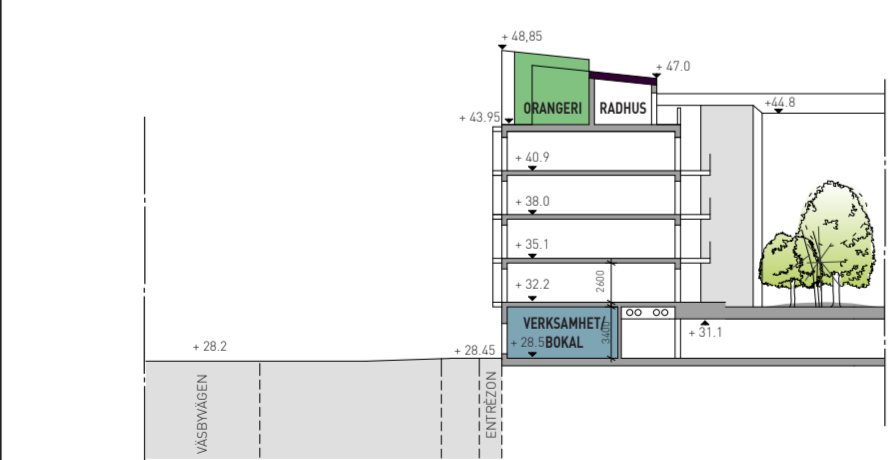 + 48,85
+ 47.0
ORANGERI
RADHUS
+44.8
+ 43.95
+ 40.9
+ 38.0
+ 35.1
+ 32.2
2600
VERKSAMHET/
BOKAL
+ 28.5
3400
+ 31.1
+ 28.2
+ 28.45
VÄSBYVÄGEN
ENTRÈZON